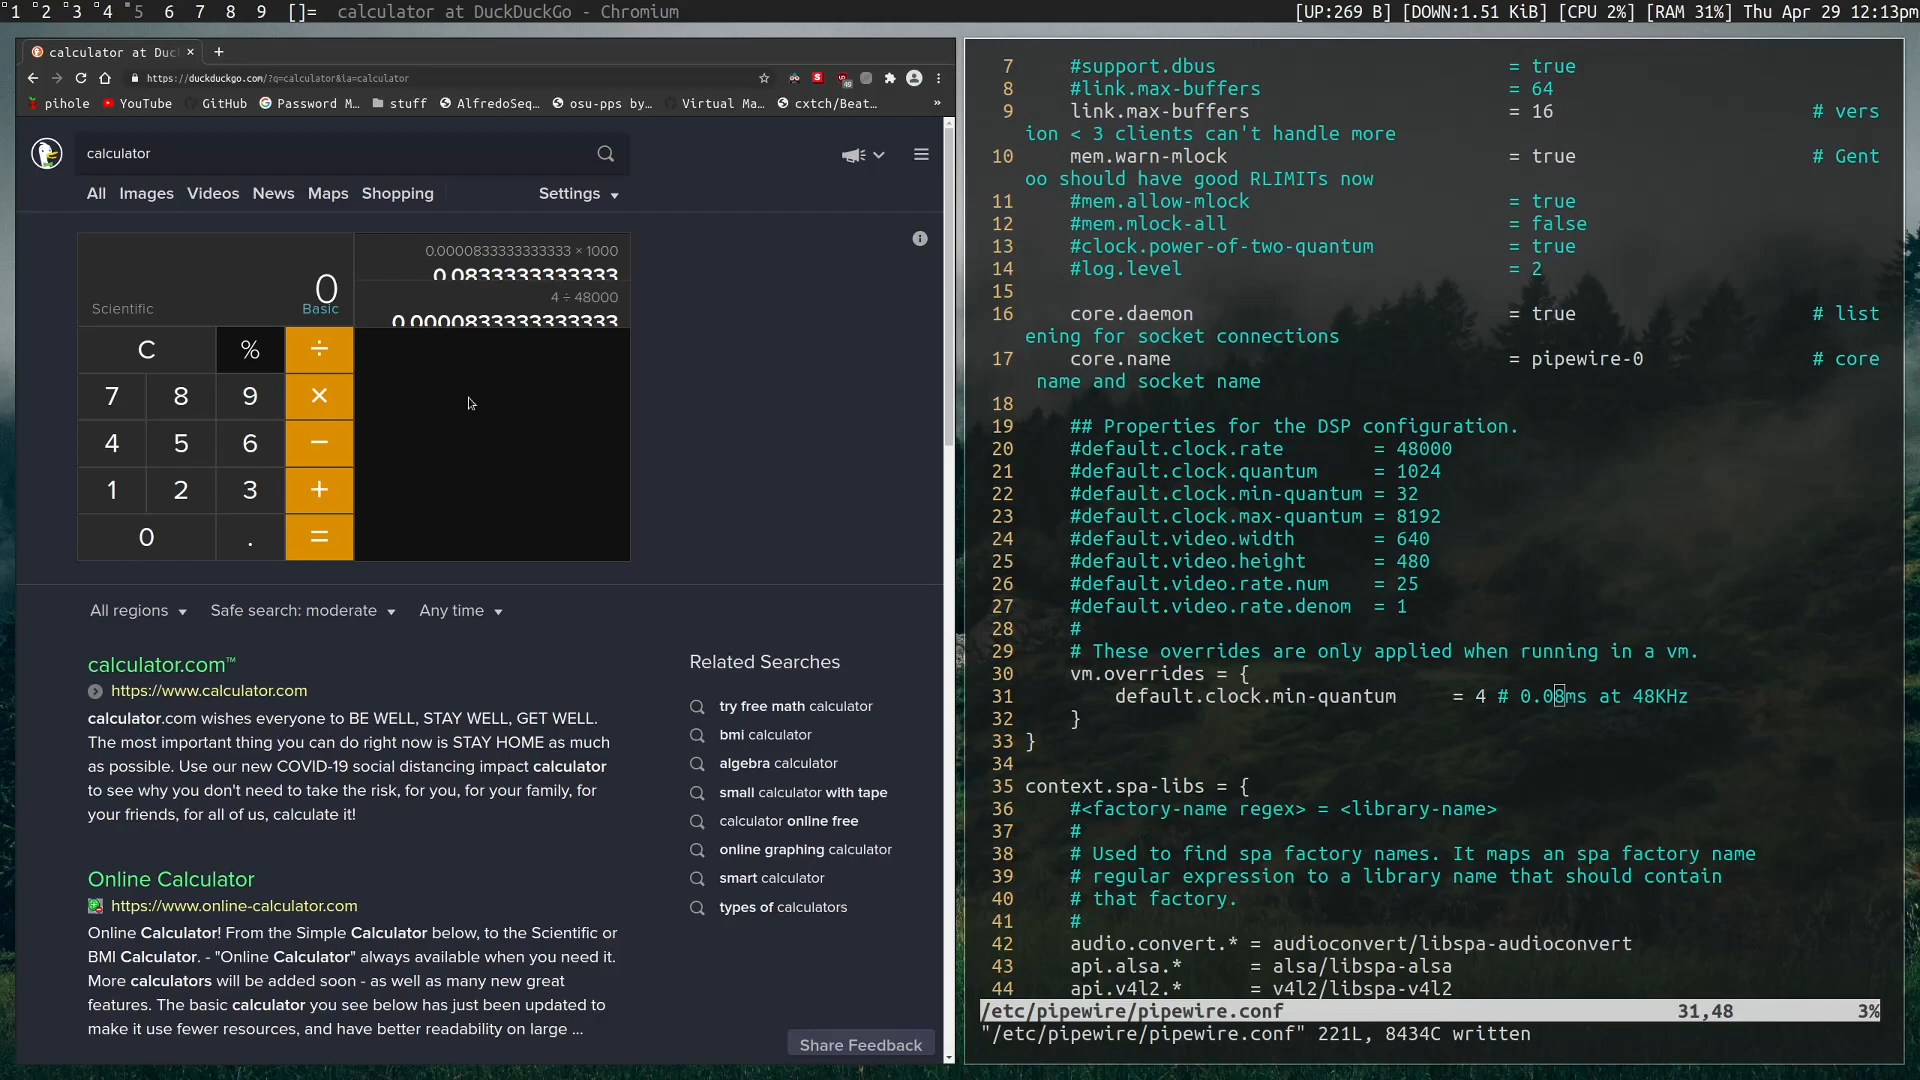 1 2 3 4 5 6 7 8 9 []= calculator at DuckDuckGo - Chromium [UP:269 B] [DOWN:1.51 KiB] [CPU 2%] [RAM 31%] Thu Apr 29 12:13pm
calculator at Duc
https://duckduckgo.com/?q=calculator&ia=calculator
pihole YouTube GitHub Password M... stuff AlfredoSeq... osu-pps by... Virtual Ma... cxtch/Beat... »
calculator
All Images Videos News Maps Shopping Settings
0.0000833333333333 × 1000
0.0833333333333
4 ÷ 48000
0.0000833333333333
0
Scientific Basic
C % ÷
7 8 9 ×
4 5 6 −
1 2 3 +
0 . =
All regions Safe search: moderate Any time
calculator.com™
https://www.calculator.com
calculator.com wishes everyone to BE WELL, STAY WELL, GET WELL.
The most important thing you can do right now is STAY HOME as much
as possible. Use our new COVID-19 social distancing impact calculator
to see why you don't need to take the risk, for you, for your family, for
your friends, for all of us, calculate it!
Online Calculator
https://www.online-calculator.com
Online Calculator! From the Simple Calculator below, to the Scientific or
BMI Calculator. - "Online Calculator" always available when you need it.
More calculators will be added soon - as well as many new great
features. The basic calculator you see below has just been updated to
make it use fewer resources, and have better readability on large ...
Related Searches
try free math calculator
bmi calculator
algebra calculator
small calculator with tape
calculator online free
online graphing calculator
smart calculator
types of calculators
Share Feedback
7 #support.dbus = true
8 #link.max-buffers = 64
9 link.max-buffers = 16 # vers
ion < 3 clients can't handle more
10 mem.warn-mlock = true # Gent
oo should have good RLIMITs now
11 #mem.allow-mlock = true
12 #mem.mlock-all = false
13 #clock.power-of-two-quantum = true
14 #log.level = 2
15
16 core.daemon = true # list
ening for socket connections
17 core.name = pipewire-0 # core
name and socket name
18
19 ## Properties for the DSP configuration.
20 #default.clock.rate = 48000
21 #default.clock.quantum = 1024
22 #default.clock.min-quantum = 32
23 #default.clock.max-quantum = 8192
24 #default.video.width = 640
25 #default.video.height = 480
26 #default.video.rate.num = 25
27 #default.video.rate.denom = 1
28 #
29 # These overrides are only applied when running in a vm.
30 vm.overrides = {
31 default.clock.min-quantum = 4 # 0.08ms at 48KHz
32 }
33 }
34
35 context.spa-libs = {
36 #<factory-name regex> = <library-name>
37 #
38 # Used to find spa factory names. It maps an spa factory name
39 # regular expression to a library name that should contain
40 # that factory.
41 #
42 audio.convert.* = audioconvert/libspa-audioconvert
43 api.alsa.* = alsa/libspa-alsa
44 api.v4l2.* = v4l2/libspa-v4l2
/etc/pipewire/pipewire.conf 31,48 3%
"/etc/pipewire/pipewire.conf" 221L, 8434C written